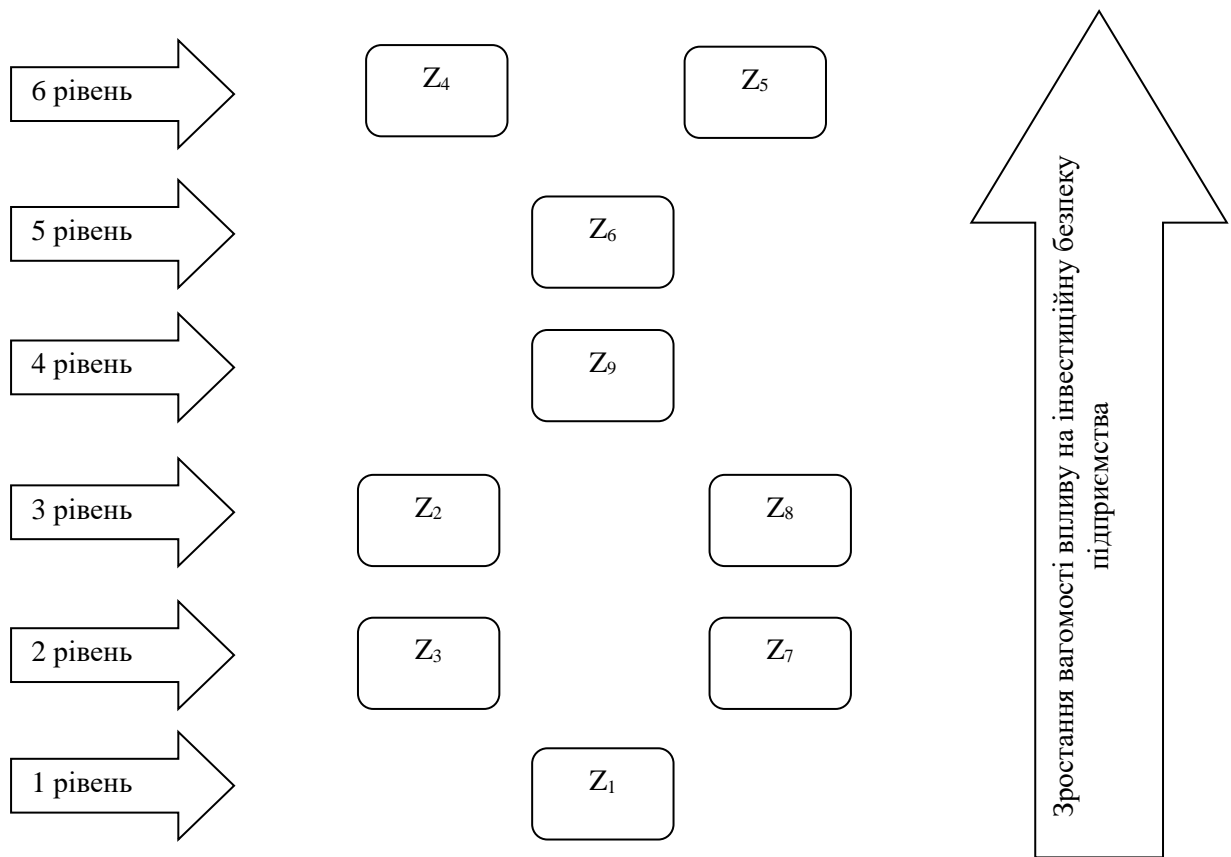 6 рівень
Z₄
Z₅
5 рівень
Z₆
4 рівень
Z₉
3 рівень
Z₂
Z₈
2 рівень
Z₃
Z₇
1 рівень
Z₁
Зростання вагомості впливу на інвестиційну безпеку
підприємства